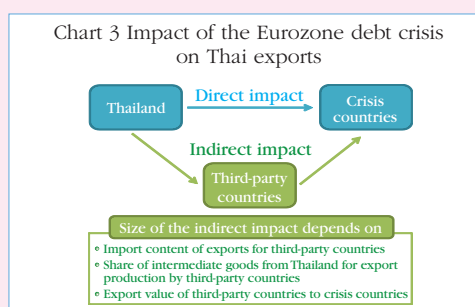 Chart 3 Impact of the Eurozone debt crisis
on Thai exports
Thailand
Direct impact
Crisis
countries
Indirect impact
Third-party
countries
Size of the indirect impact depends on
Import content of exports for third-party countries
Share of intermediate goods from Thailand for export
production by third-party countries
Export value of third-party countries to crisis countries